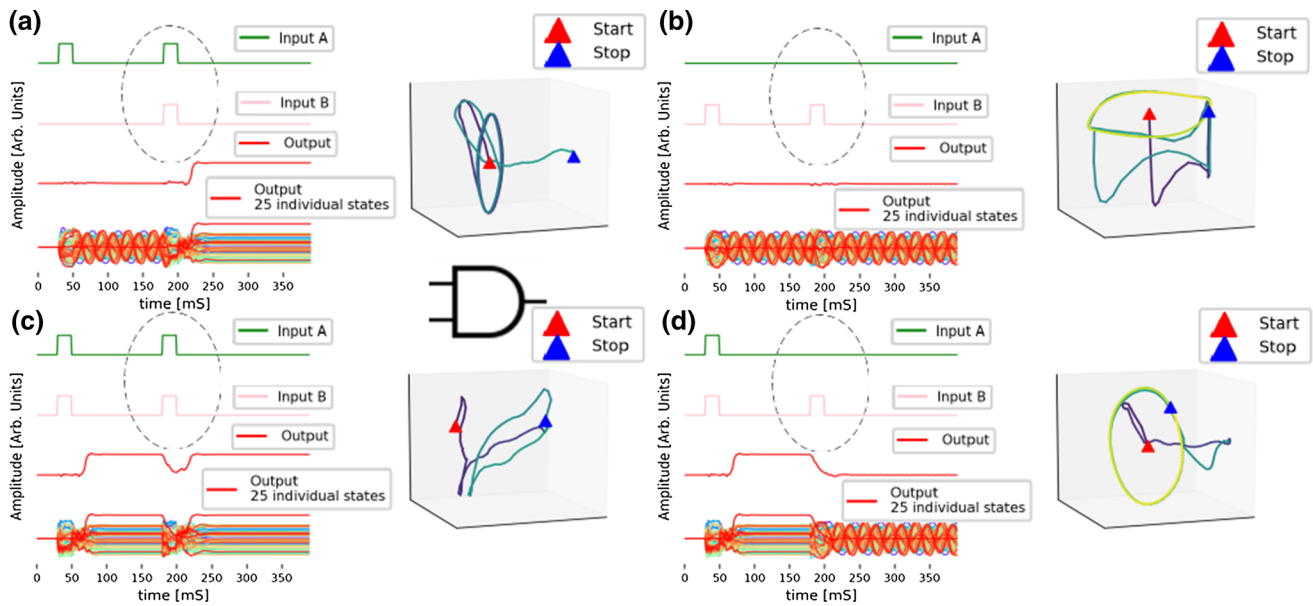 (a)
Input A
Input B
Output
Output
25 individual states
Amplitude [Arb. Units]
0 50 100 150 200 250 300 350
time [mS]
Start
Stop
(b)
Input A
Input B
Output
Output
25 individual states
Amplitude [Arb. Units]
0 50 100 150 200 250 300 350
time [mS]
Start
Stop
(c)
Input A
Input B
Output
Output
25 individual states
Amplitude [Arb. Units]
0 50 100 150 200 250 300 350
time [mS]
Start
Stop
(d)
Input A
Input B
Output
Output
25 individual states
Amplitude [Arb. Units]
0 50 100 150 200 250 300 350
time [mS]
Start
Stop